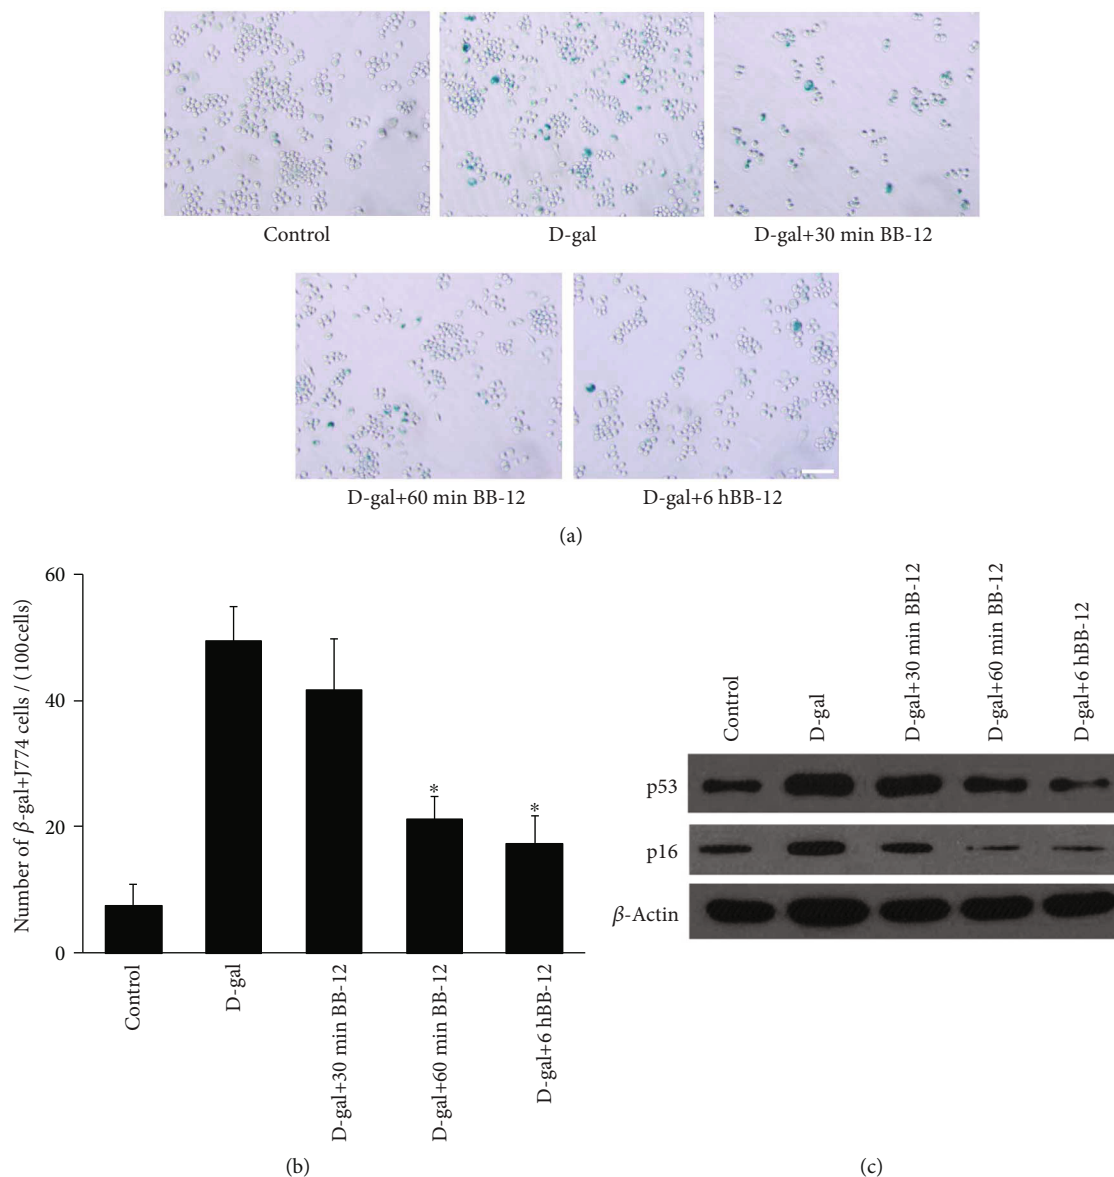 Control
D-gal
D-gal+30 min BB-12
D-gal+60 min BB-12
D-gal+6 hBB-12
(a)
Number of β-gal+J774 cells / (100cells)
60
40
20
0
*
*
Control
D-gal
D-gal+30 min BB-12
D-gal+60 min BB-12
D-gal+6 hBB-12
(b)
Control
D-gal
D-gal+30 min BB-12
D-gal+60 min BB-12
D-gal+6 hBB-12
p53
p16
β-Actin
(c)